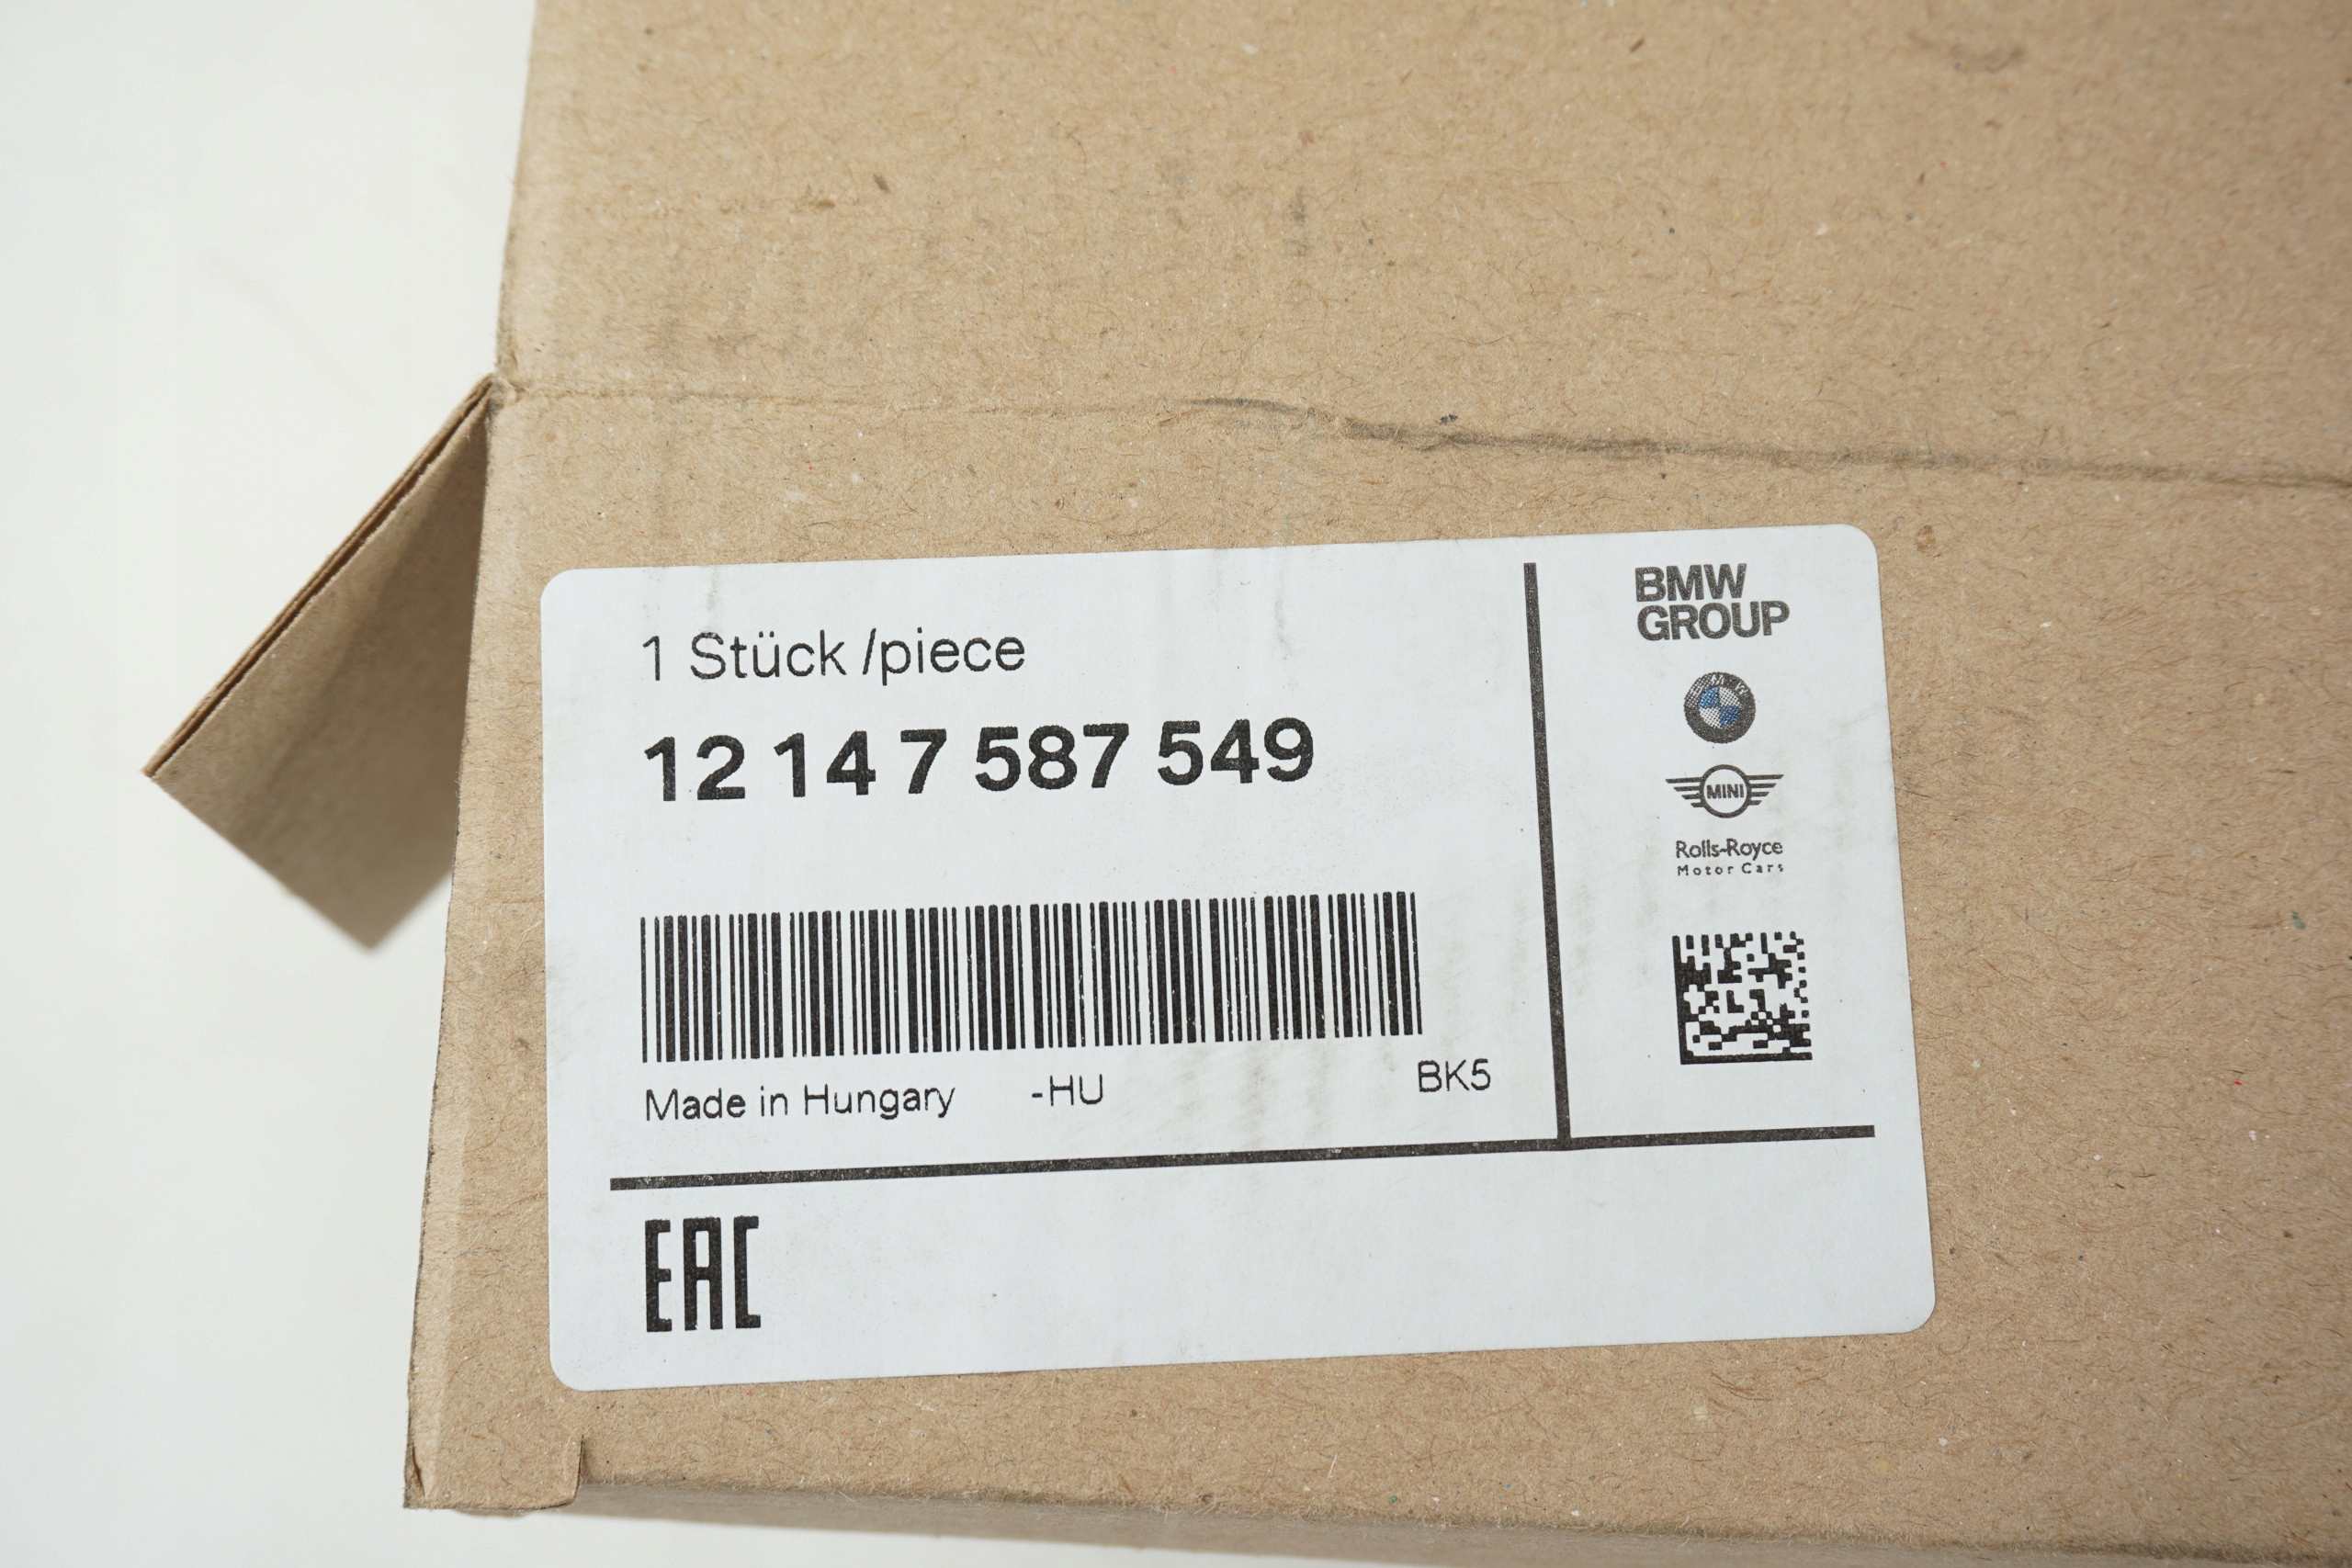 1 Stück /piece
12 14 7 587 549
Made in Hungary -HU BK5
EAC
BMW
GROUP
BMW
MINI
Rolls-Royce
Motor Cars